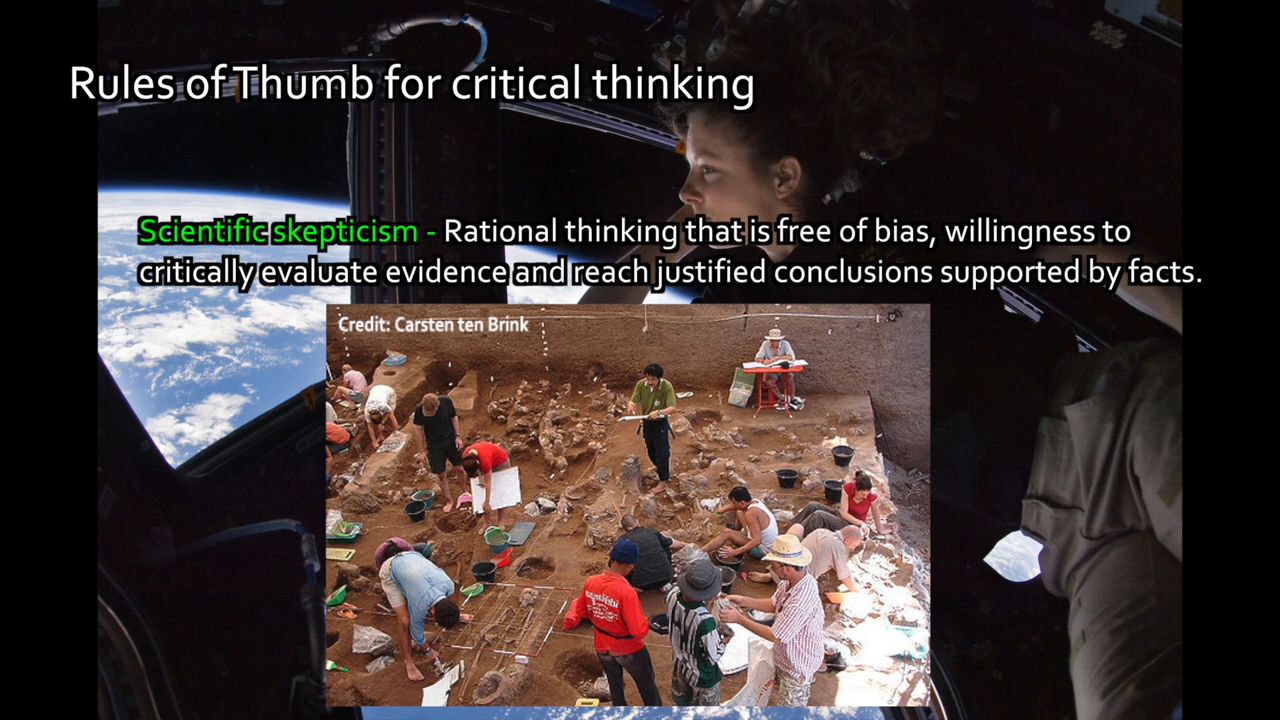 Rules of Thumb for critical thinking
Scientific skepticism - Rational thinking that is free of bias, willingness to
critically evaluate evidence and reach justified conclusions supported by facts.
Credit: Carsten ten Brink